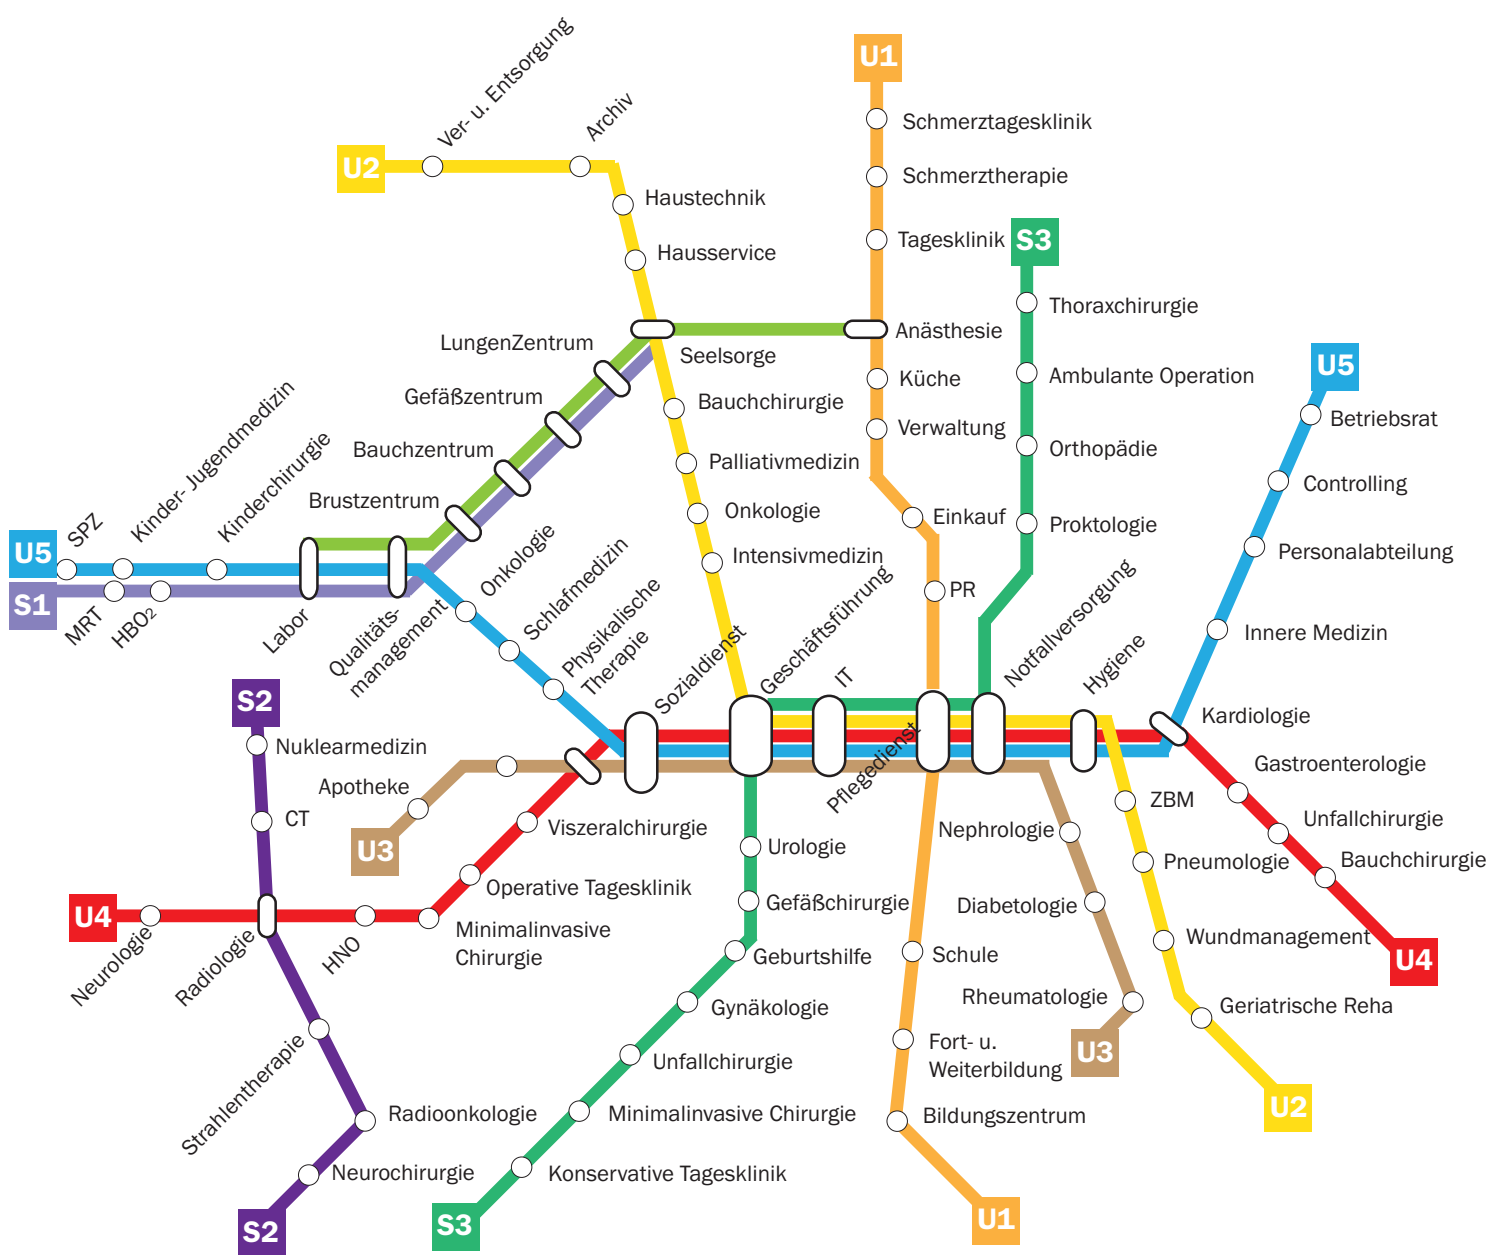 U1
Ver- u. Entsorgung
Archiv
U2
Schmerztagesklinik
Schmerztherapie
Haustechnik
Tagesklinik
S3
Hausservice
Thoraxchirurgie
Anästhesie
LungenZentrum
Seelsorge
U5
Küche
Ambulante Operation
Gefäßzentrum
Bauchchirurgie
Verwaltung
Betriebsrat
Kinder- Jugendmedizin
Kinderchirurgie
Bauchzentrum
Palliativmedizin
Orthopädie
Controlling
Brustzentrum
Onkologie
Einkauf
Proktologie
SPZ
U5
Onkologie
Intensivmedizin
Personalabteilung
S1
MRT
HBO2
Labor
Qualitäts-
management
Schlafmedizin
Physikalische
Therapie
Sozialdienst
Geschäftsführung
IT
PR
Pflegedienst
Notfallversorgung
Hygiene
Innere Medizin
Kardiologie
S2
Nuklearmedizin
Apotheke
CT
U3
Viszeralchirurgie
Urologie
Nephrologie
ZBM
Gastroenterologie
Unfallchirurgie
Pneumologie
Bauchchirurgie
Operative Tagesklinik
Gefäßchirurgie
Diabetologie
U4
Neurologie
Radiologie
HNO
Minimalinvasive
Chirurgie
Geburtshilfe
Schule
Wundmanagement
U4
Gynäkologie
Rheumatologie
Geriatrische Reha
Strahlentherapie
Unfallchirurgie
Fort- u.
Weiterbildung
U3
Radioonkologie
Minimalinvasive Chirurgie
Bildungszentrum
U2
Neurochirurgie
Konservative Tagesklinik
S2
S3
U1